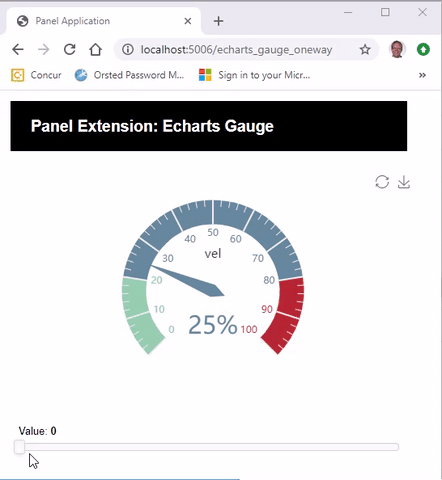 Panel Application
localhost:5006/echarts_gauge_oneway
Concur
Orsted Password M...
Sign in to your Micr...
Panel Extension: Echarts Gauge
50
40
60
vel
30
70
20
80
10
90
0
25%
100
Value: 0